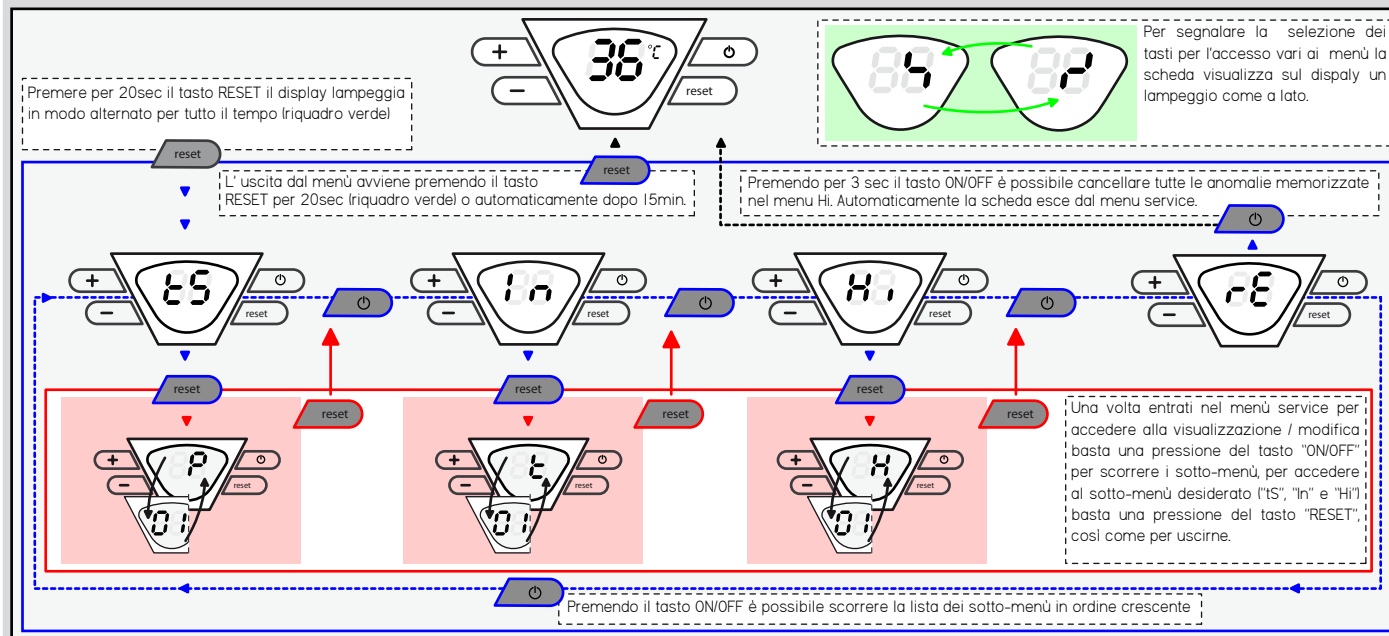 36 °C
+
−
reset
Per segnalare la selezione dei
tasti per l'accesso vari ai menù la
scheda visualizza sul dispaly un
lampeggio come a lato.
Premere per 20sec il tasto RESET il display lampeggia
in modo alternato per tutto il tempo (riquadro verde)
reset
reset
L' uscita dal menù avviene premendo il tasto
RESET per 20sec (riquadro verde) o automaticamente dopo 15min.
Premendo per 3 sec il tasto ON/OFF è possibile cancellare tutte le anomalie memorizzate
nel menu Hi. Automaticamente la scheda esce dal menu service.
+
−
tS
reset
+
−
In
reset
+
−
Hi
reset
+
−
rE
reset
reset
reset
reset
reset
reset
reset
+
−
P
reset
01
+
−
t
reset
01
+
−
H
reset
01
Una volta entrati nel menù service per
accedere alla visualizzazione / modifica
basta una pressione del tasto "ON/OFF"
per scorrere i sotto-menù, per accedere
al sotto-menù desiderato ("tS", "In" e "Hi")
basta una pressione del tasto "RESET",
così come per uscirne.
Premendo il tasto ON/OFF è possibile scorrere la lista dei sotto-menù in ordine crescente